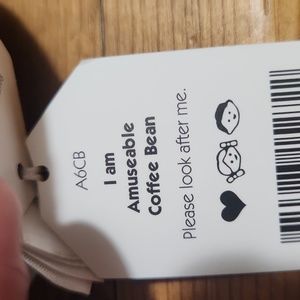 A6CB
I am
Amuseable
Coffee Bean
Please look after me.